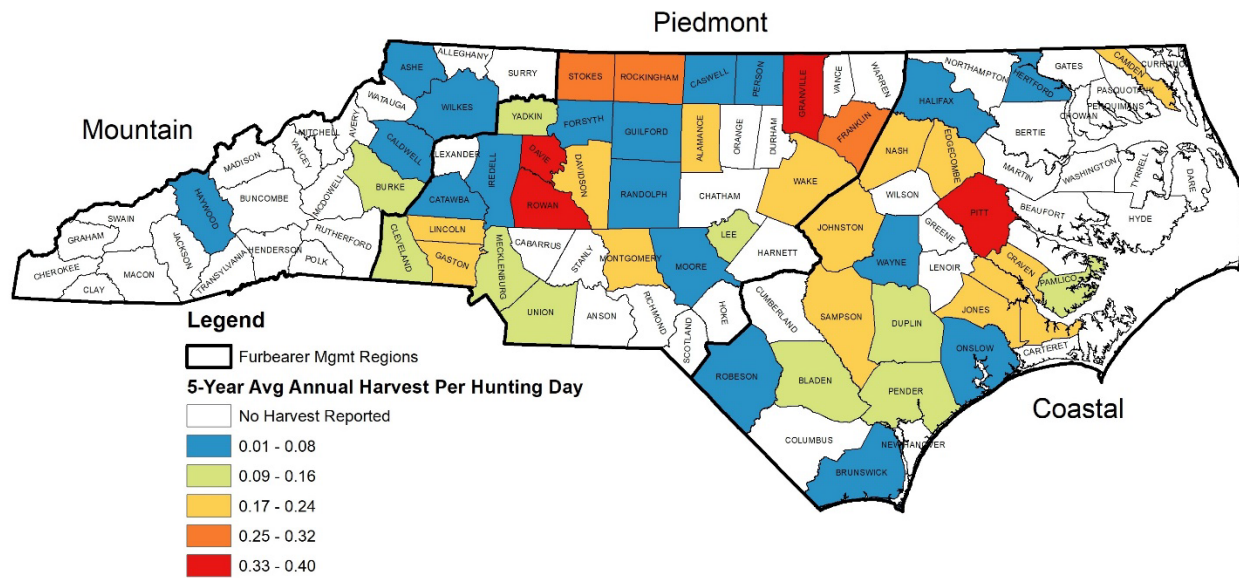 Piedmont
Mountain
Coastal
ALLEGHANY
ASHE
SURRY
STOKES
ROCKINGHAM
CASWELL
PERSON
GRANVILLE
VANCE
WARREN
NORTHAMPTON
HERTFORD
GATES
CAMDEN
CURRITUCK
PASQUOTANK
PERQUIMANS
CHOWAN
WATAUGA
WILKES
YADKIN
FORSYTH
GUILFORD
ALAMANCE
ORANGE
DURHAM
FRANKLIN
HALIFAX
BERTIE
AVERY
MITCHELL
YANCEY
MADISON
CALDWELL
ALEXANDER
IREDELL
DAVIE
DAVIDSON
RANDOLPH
CHATHAM
WAKE
NASH
EDGECOMBE
MARTIN
WASHINGTON
TYRRELL
DARE
HAYWOOD
BUNCOMBE
MCDOWELL
BURKE
CATAWBA
ROWAN
WILSON
PITT
BEAUFORT
HYDE
SWAIN
GRAHAM
JACKSON
HENDERSON
RUTHERFORD
POLK
TRANSYLVANIA
CHEROKEE
CLAY
MACON
CLEVELAND
LINCOLN
GASTON
MECKLENBURG
CABARRUS
STANLY
MONTGOMERY
MOORE
LEE
HARNETT
JOHNSTON
WAYNE
GREENE
LENOIR
CRAVEN
PAMLICO
UNION
ANSON
RICHMOND
SCOTLAND
HOKE
CUMBERLAND
SAMPSON
DUPLIN
JONES
CARTERET
ONSLOW
ROBESON
BLADEN
PENDER
COLUMBUS
NEW HANOVER
BRUNSWICK
Legend
Furbearer Mgmt Regions
5-Year Avg Annual Harvest Per Hunting Day
No Harvest Reported
0.01 - 0.08
0.09 - 0.16
0.17 - 0.24
0.25 - 0.32
0.33 - 0.40